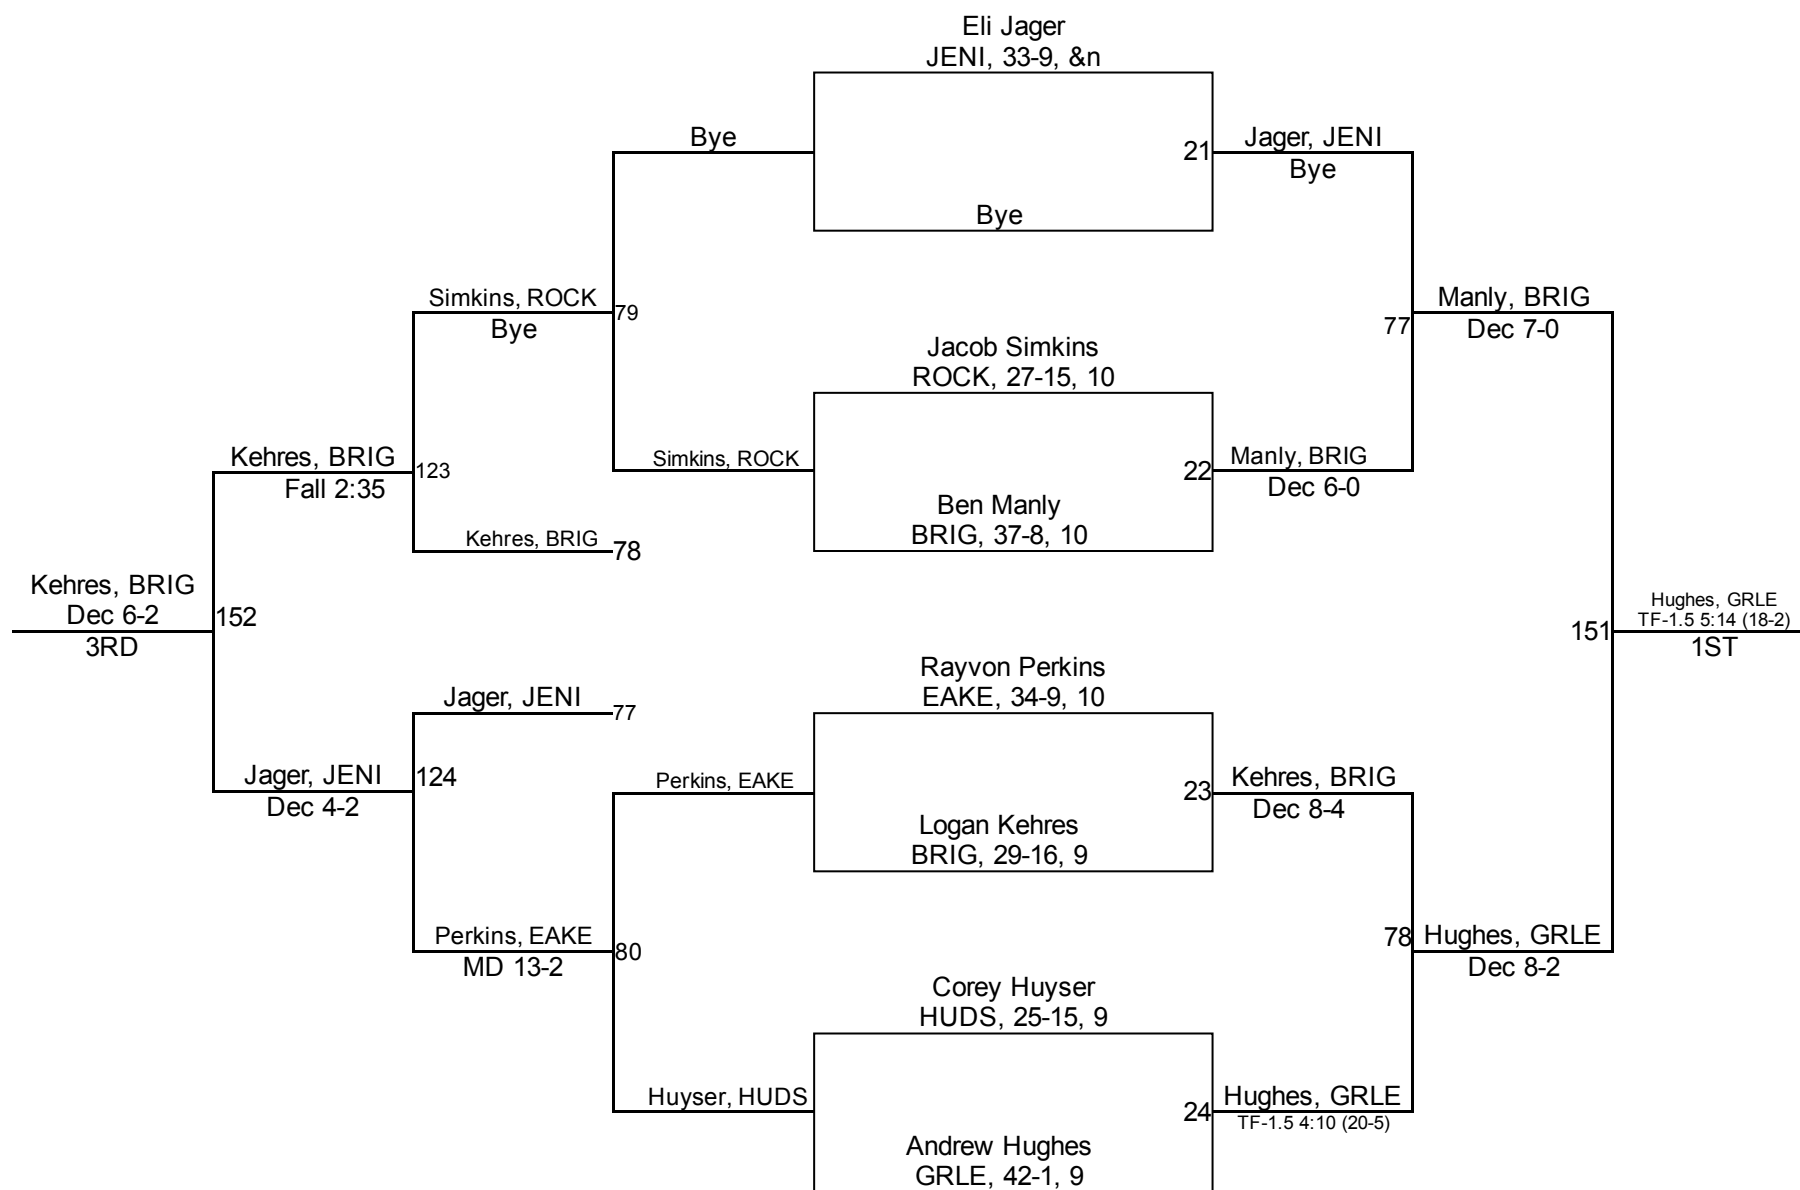 Eli Jager
JENI, 33-9, &n
Bye
21
Jager, JENI
Bye
Bye
Simkins, ROCK
Bye
79
Manly, BRIG
Dec 7-0
77
Jacob Simkins
ROCK, 27-15, 10
Kehres, BRIG
Fall 2:35
123
Simkins, ROCK
22
Manly, BRIG
Dec 6-0
Ben Manly
BRIG, 37-8, 10
Kehres, BRIG
78
Kehres, BRIG
Dec 6-2
3RD
152
151
Hughes, GRLE
TF-1.5 5:14 (18-2)
1ST
Rayvon Perkins
EAKE, 34-9, 10
Jager, JENI
77
Jager, JENI
Dec 4-2
124
Perkins, EAKE
23
Kehres, BRIG
Dec 8-4
Logan Kehres
BRIG, 29-16, 9
Perkins, EAKE
MD 13-2
80
78
Hughes, GRLE
Dec 8-2
Corey Huyser
HUDS, 25-15, 9
Huyser, HUDS
24
Hughes, GRLE
TF-1.5 4:10 (20-5)
Andrew Hughes
GRLE, 42-1, 9